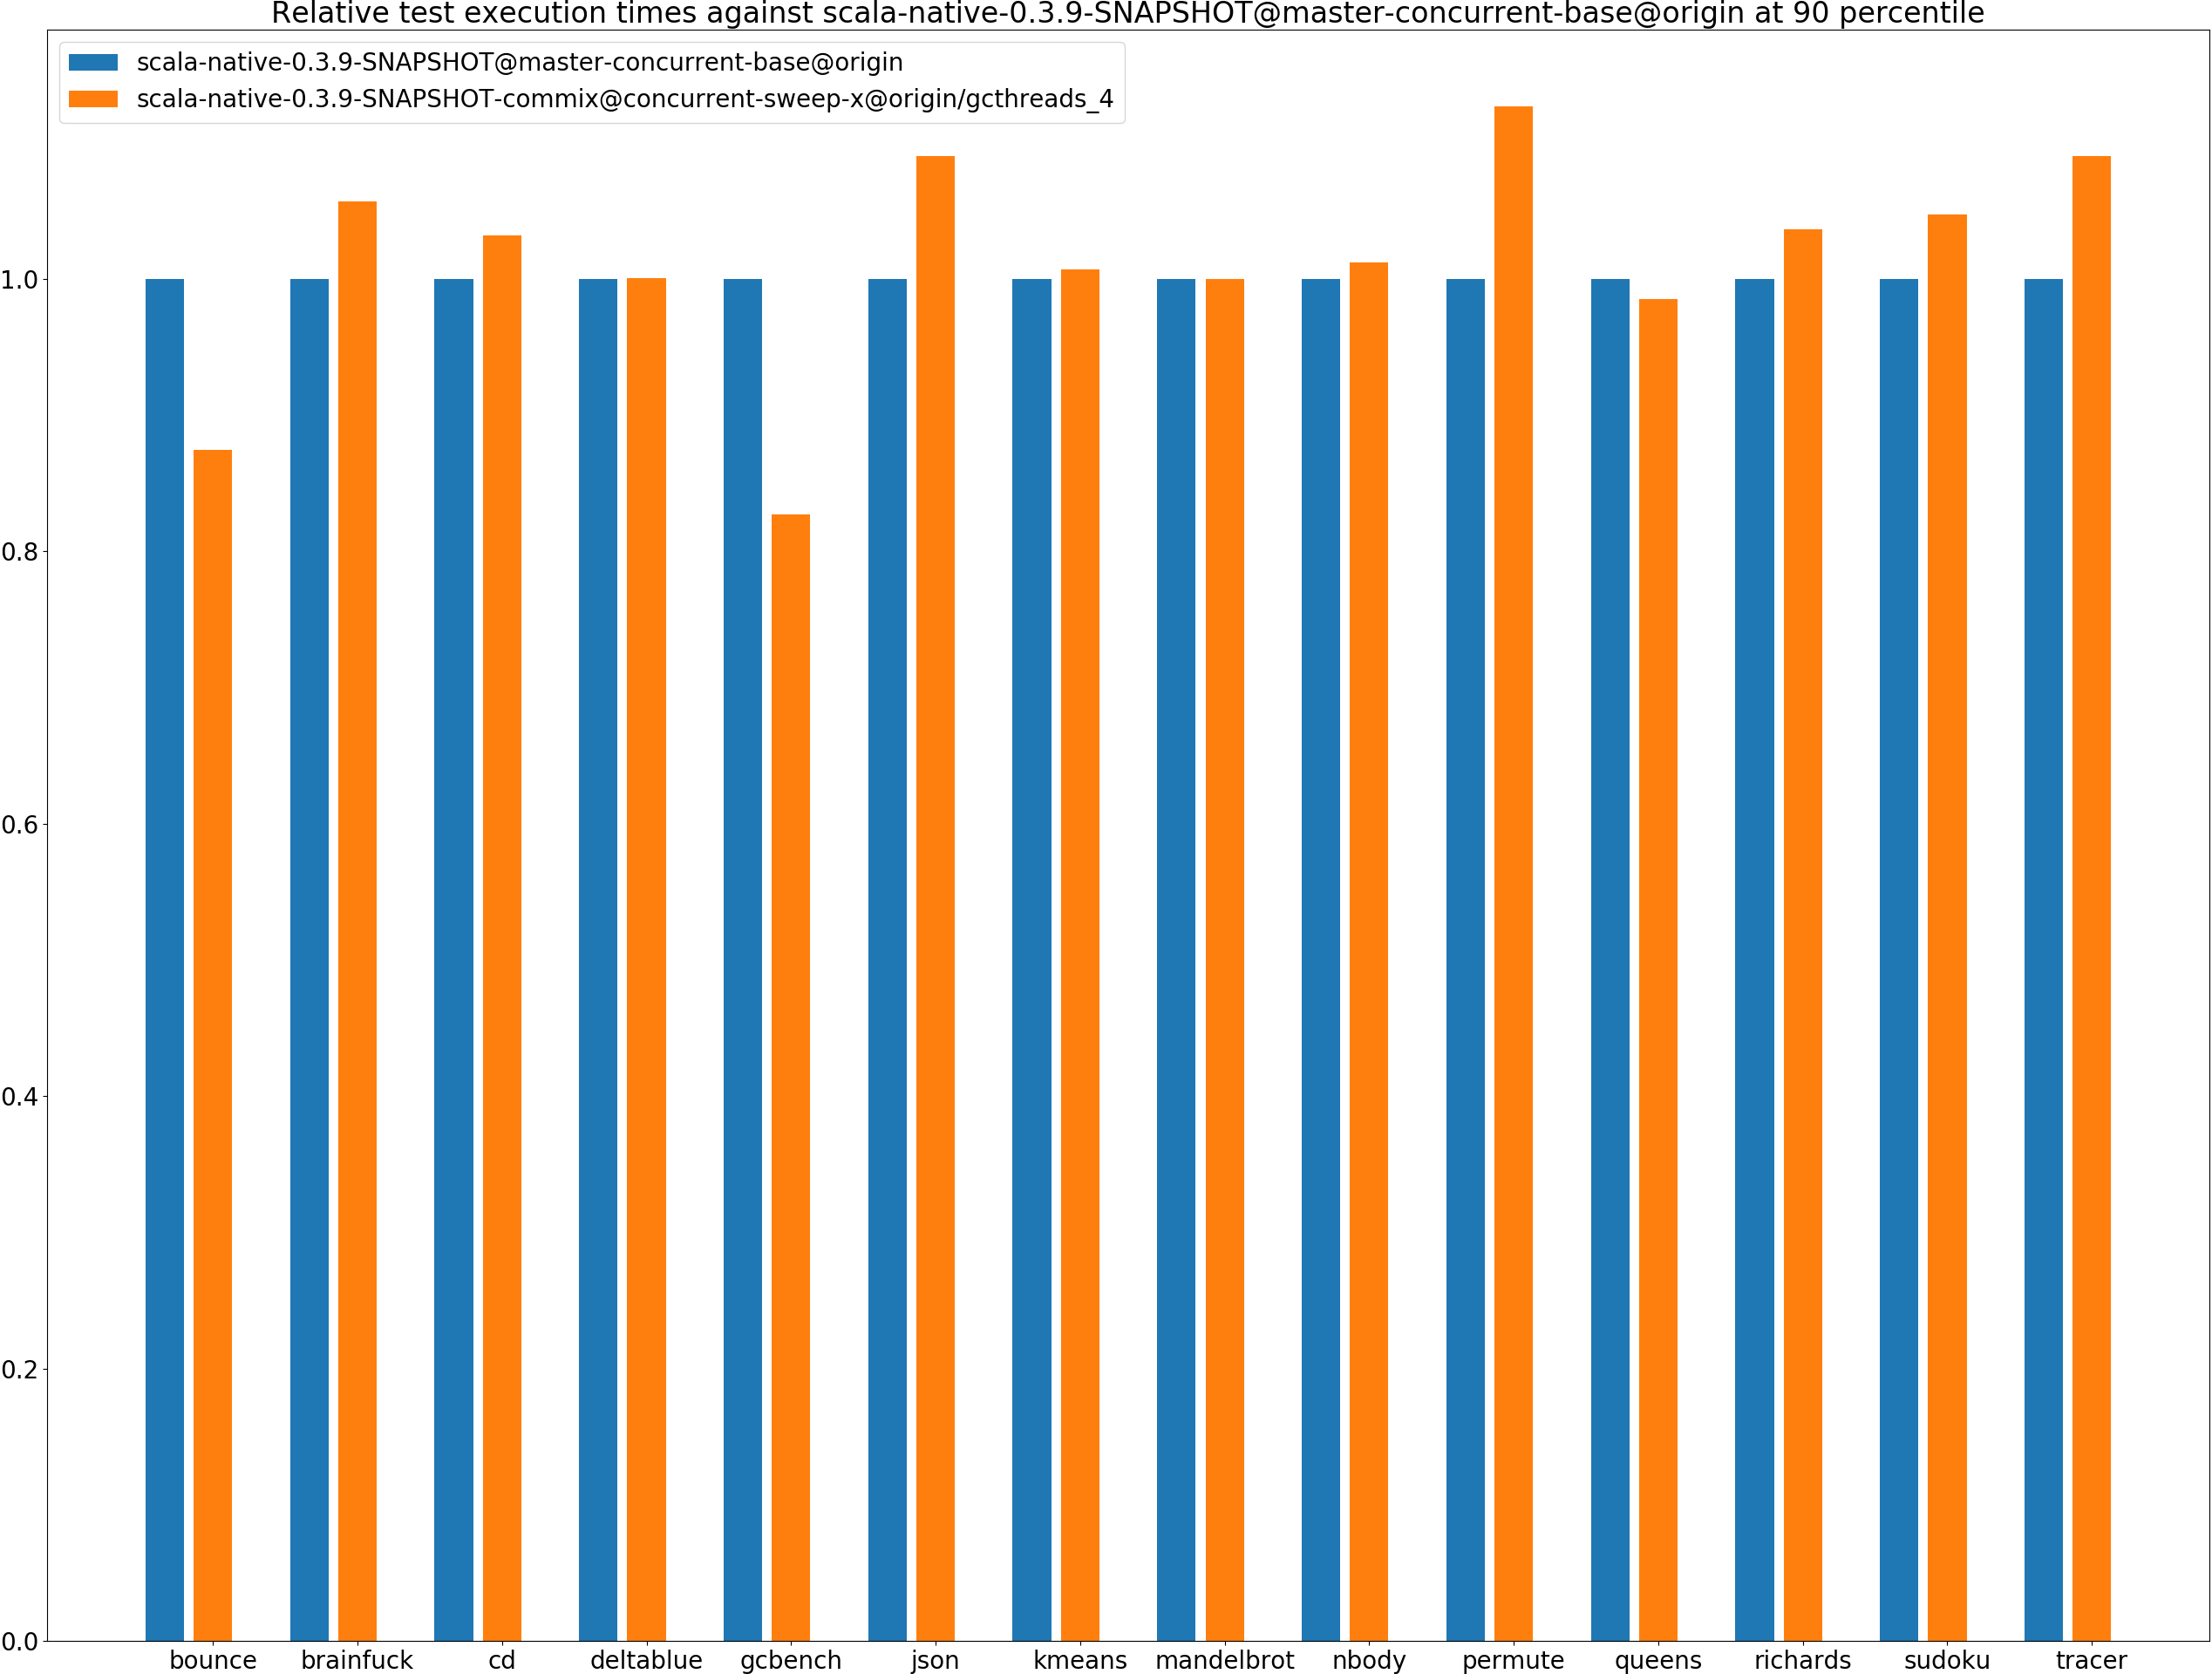 Relative test execution times against scala-native-0.3.9-SNAPSHOT@master-concurrent-base@origin at 90 percentile
scala-native-0.3.9-SNAPSHOT@master-concurrent-base@origin
scala-native-0.3.9-SNAPSHOT-commix@concurrent-sweep-x@origin/gcthreads_4
1.0
0.8
0.6
0.4
0.2
0.0
bounce brainfuck cd deltablue gcbench json kmeans mandelbrot nbody permute queens richards sudoku tracer